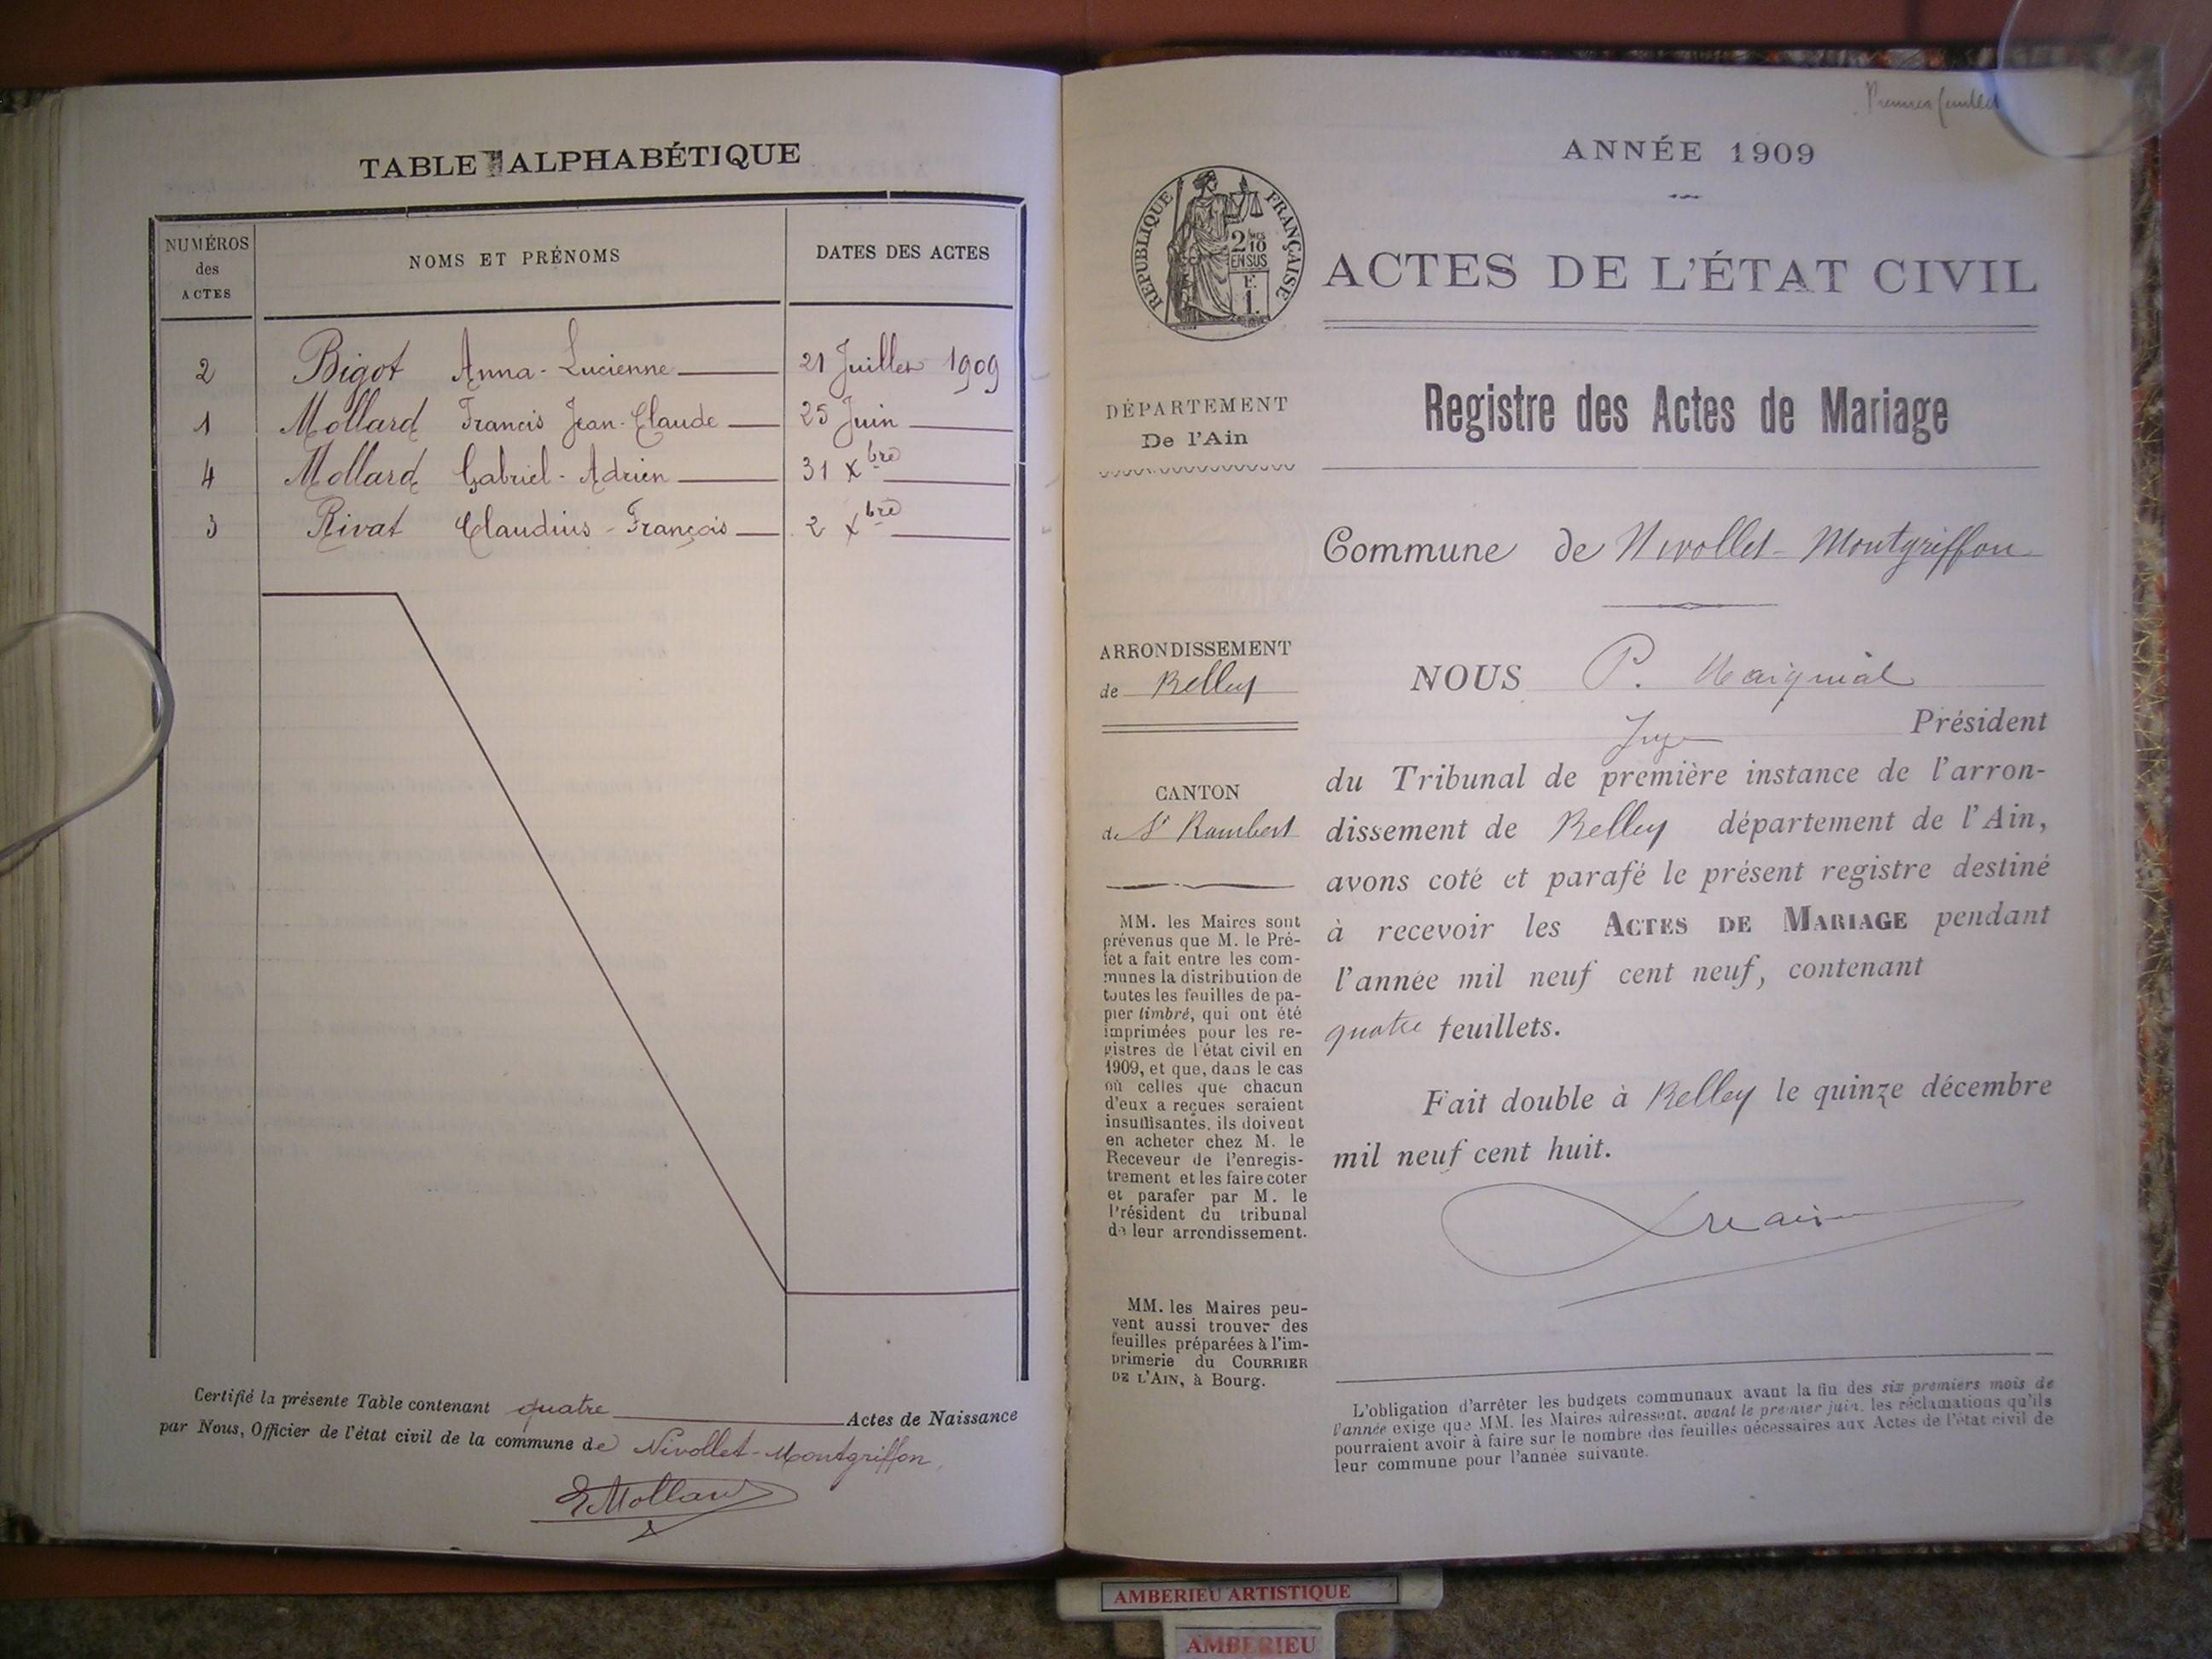 TABLE ALPHABÉTIQUE
NUMÉROS
des
ACTES
NOMS ET PRÉNOMS
DATES DES ACTES
2 Bigot Anna-Lucienne 21 Juillet 1909
1 Mollard Francis Jean-Claude 25 Juin
4 Mollard Gabriel-Adrien 31 Xbre
3 Rivat Claudius-François 2 Xbre
Certifié la présente Table contenant quatre Actes de Naissance
par Nous, Officier de l'état civil de la commune de Nivollet-Montgriffon
Mollard
Premier feuillet
ANNÉE 1909
RÉPUBLIQUE FRANÇAISE
2/10
EN SUS
F.
1.
ACTES DE L'ÉTAT CIVIL
Registre des Actes de Mariage
DÉPARTEMENT
De l'Ain
Commune de Nivollet-Montgriffon
ARRONDISSEMENT
de Belley
CANTON
de St Rambert
MM. les Maires sont
prévenus que M. le Pré-
fet a fait entre les com-
munes la distribution de
toutes les feuilles de pa-
pier timbré, qui ont été
imprimées pour les re-
gistres de l'état civil en
1909, et que, dans le cas
où celles que chacun
d'eux a reçues seraient
insuffisantes, ils doivent
en acheter chez M. le
Receveur de l'enregis-
trement et les faire coter
et parafer par M. le
Président du tribunal
de leur arrondissement.
MM. les Maires peu-
vent aussi trouver des
feuilles préparées à l'im-
primerie du COURRIER
DE L'AIN, à Bourg.
NOUS P.
Juge Président
du Tribunal de première instance de l'arron-
dissement de Belley département de l'Ain,
avons coté et parafé le présent registre destiné
à recevoir les ACTES DE MARIAGE pendant
l'année mil neuf cent neuf, contenant
quatre feuillets.
Fait double à Belley le quinze décembre
mil neuf cent huit.
L'obligation d'arrêter les budgets communaux avant la fin des six premiers mois de
l'année exige que MM. les Maires adressent, avant le premier juin, les réclamations qu'ils
pourraient avoir à faire sur le nombre des feuilles nécessaires aux Actes de l'état civil de
leur commune pour l'année suivante.
AMBERIEU ARTISTIQUE
AMBERIEU